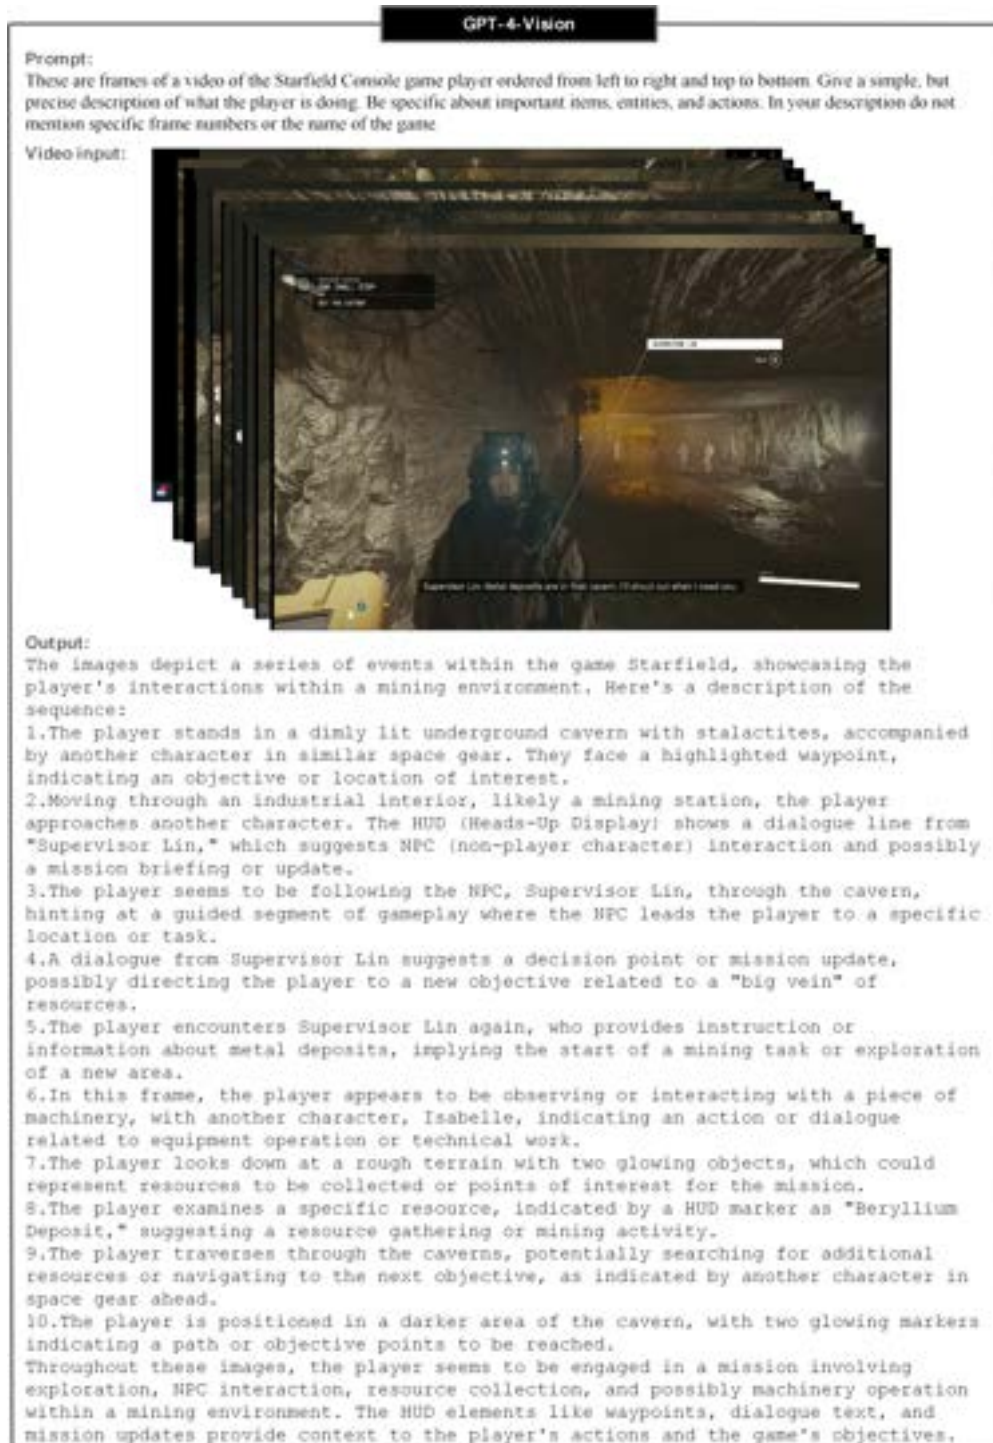 GPT-4-Vision
Prompt:
These are frames of a video of the Starfield Console game player ordered from left to right and top to bottom. Give a simple, but
precise description of what the player is doing. Be specific about important items, entities, and actions. In your description do not
mention specific frame numbers or the name of the game
Video input:
Supervisor Lin: Metal deposits are in that cavern. I'll shout out when I need you.
Output:
The images depict a series of events within the game Starfield, showcasing the
player's interactions within a mining environment. Here's a description of the
sequence:
1.The player stands in a dimly lit underground cavern with stalactites, accompanied
by another character in similar space gear. They face a highlighted waypoint,
indicating an objective or location of interest.
2.Moving through an industrial interior, likely a mining station, the player
approaches another character. The HUD (Heads-Up Display) shows a dialogue line from
"Supervisor Lin," which suggests NPC (non-player character) interaction and possibly
a mission briefing or update.
3.The player seems to be following the NPC, Supervisor Lin, through the cavern,
hinting at a guided segment of gameplay where the NPC leads the player to a specific
location or task.
4.A dialogue from Supervisor Lin suggests a decision point or mission update,
possibly directing the player to a new objective related to a "big vein" of
resources.
5.The player encounters Supervisor Lin again, who provides instruction or
information about metal deposits, implying the start of a mining task or exploration
of a new area.
6.In this frame, the player appears to be observing or interacting with a piece of
machinery, with another character, Isabelle, indicating an action or dialogue
related to equipment operation or technical work.
7.The player looks down at a rough terrain with two glowing objects, which could
represent resources to be collected or points of interest for the mission.
8.The player examines a specific resource, indicated by a HUD marker as "Beryllium
Deposit," suggesting a resource gathering or mining activity.
9.The player traverses through the caverns, potentially searching for additional
resources or navigating to the next objective, as indicated by another character in
space gear ahead.
10.The player is positioned in a darker area of the cavern, with two glowing markers
indicating a path or objective points to be reached.
Throughout these images, the player seems to be engaged in a mission involving
exploration, NPC interaction, resource collection, and possibly machinery operation
within a mining environment. The HUD elements like waypoints, dialogue text, and
mission updates provide context to the player's actions and the game's objectives.